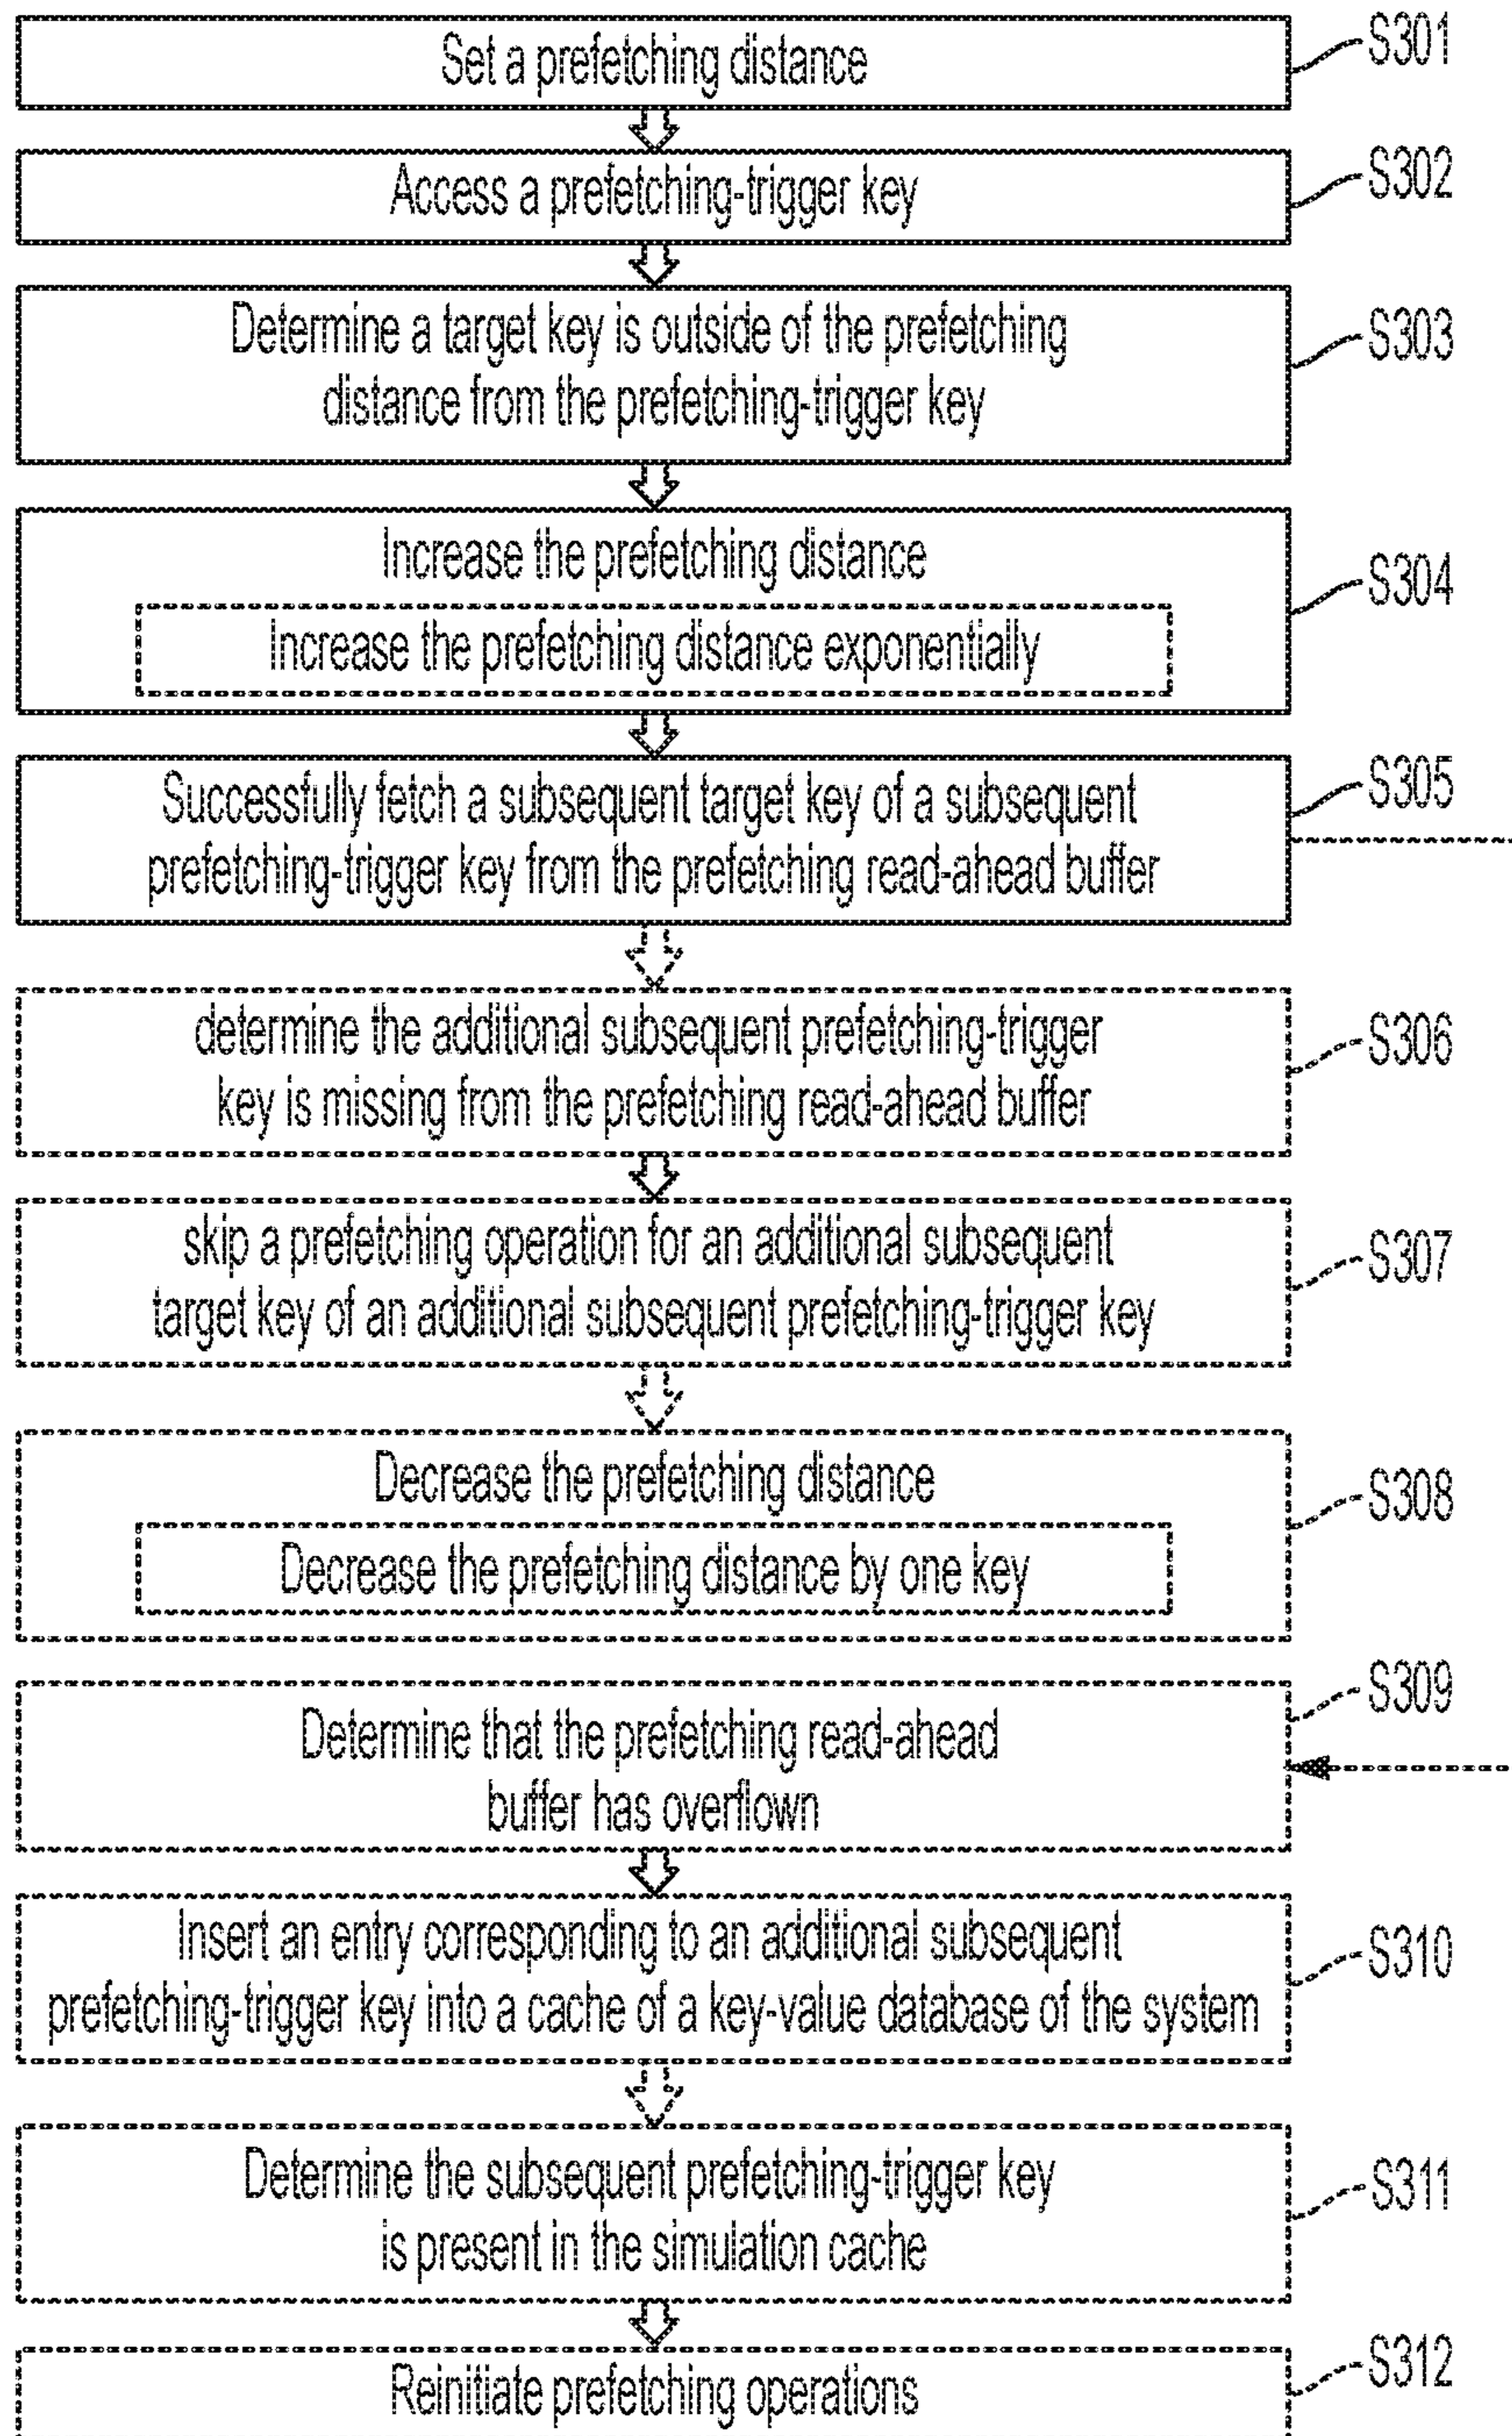 Set a prefetching distance
S301
Access a prefetching-trigger key
S302
Determine a target key is outside of the prefetching
distance from the prefetching-trigger key
S303
Increase the prefetching distance
Increase the prefetching distance exponentially
S304
Successfully fetch a subsequent target key of a subsequent
prefetching-trigger key from the prefetching read-ahead buffer
S305
determine the additional subsequent prefetching-trigger
key is missing from the prefetching read-ahead buffer
S306
skip a prefetching operation for an additional subsequent
target key of an additional subsequent prefetching-trigger key
S307
Decrease the prefetching distance
Decrease the prefetching distance by one key
S308
Determine that the prefetching read-ahead
buffer has overflown
S309
Insert an entry corresponding to an additional subsequent
prefetching-trigger key into a cache of a key-value database of the system
S310
Determine the subsequent prefetching-trigger key
is present in the simulation cache
S311
Reinitiate prefetching operations
S312